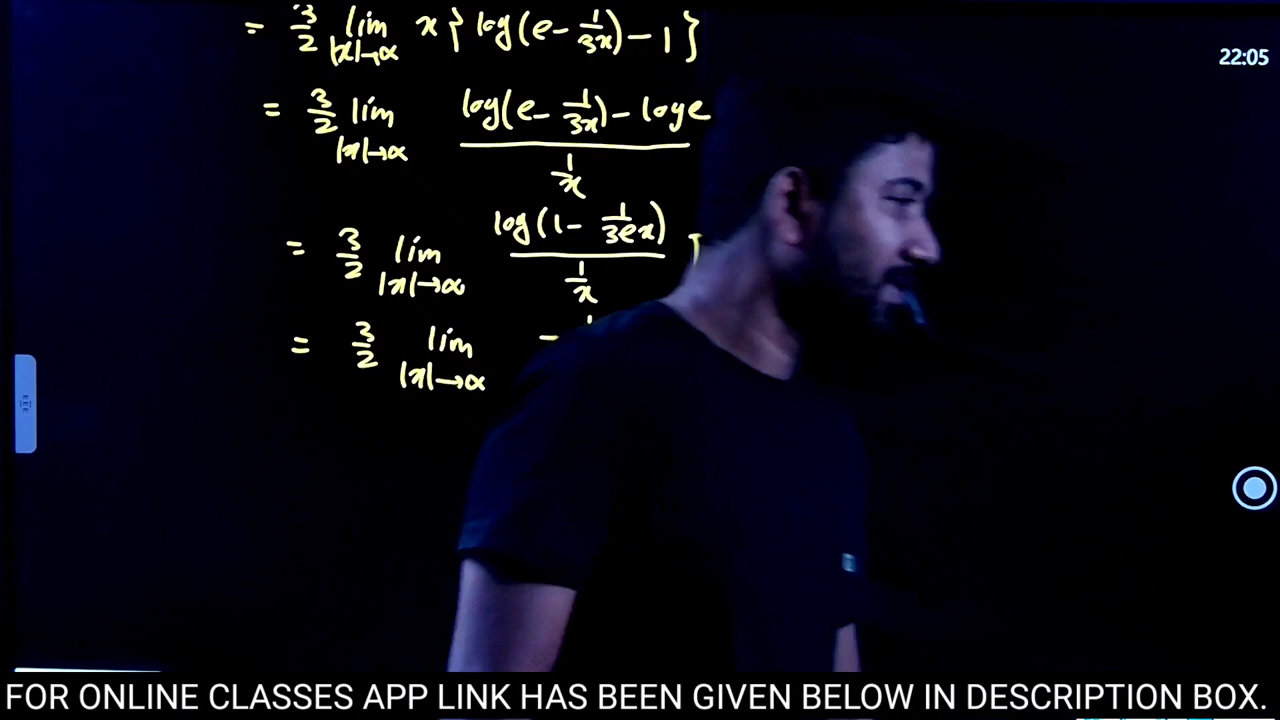 = 3/2 lim |x|→∝ x { log(e - 1/3x) - 1 }
22:05
= 3/2 lim |x|→∝ log(e - 1/3x) - log e / 1/x
= 3/2 lim |x|→∝ log(1 - 1/3ex) / 1/x
= 3/2 lim |x|→∝ -
FOR ONLINE CLASSES APP LINK HAS BEEN GIVEN BELOW IN DESCRIPTION BOX.